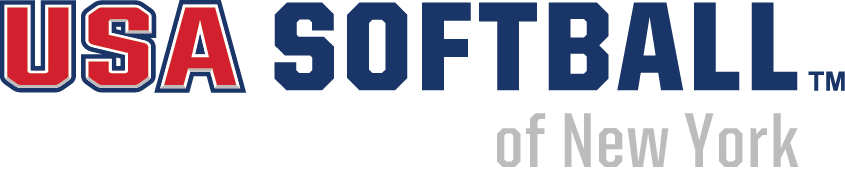 USA SOFTBALL™
of New York